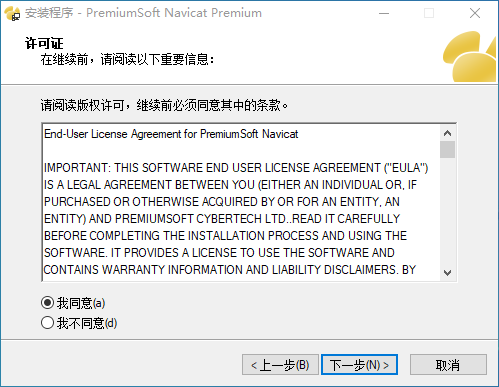 安装程序 - PremiumSoft Navicat Premium
许可证
在继续前，请阅读以下重要信息：
请阅读版权许可，继续前必须同意其中的条款。
End-User License Agreement for PremiumSoft Navicat
IMPORTANT: THIS SOFTWARE END USER LICENSE AGREEMENT ("EULA")
IS A LEGAL AGREEMENT BETWEEN YOU (EITHER AN INDIVIDUAL OR, IF
PURCHASED OR OTHERWISE ACQUIRED BY OR FOR AN ENTITY, AN
ENTITY) AND PREMIUMSOFT CYBERTECH LTD..READ IT CAREFULLY
BEFORE COMPLETING THE INSTALLATION PROCESS AND USING THE
SOFTWARE. IT PROVIDES A LICENSE TO USE THE SOFTWARE AND
CONTAINS WARRANTY INFORMATION AND LIABILITY DISCLAIMERS. BY
我同意(a)
我不同意(d)
< 上一步(B) 下一步(N) > 取消